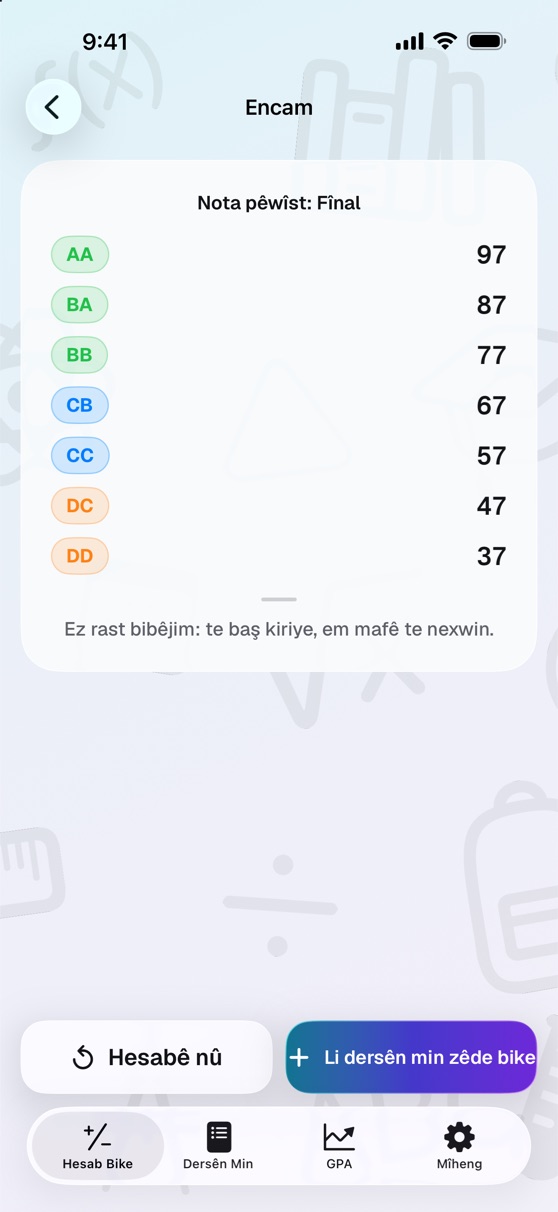 9:41
Encam
Nota pêwîst: Fînal
AA 97
BA 87
BB 77
CB 67
CC 57
DC 47
DD 37
Ez rast bibêjim: te baş kiriye, em mafê te nexwin.
Hesabê nû
+ Li dersên min zêde bike
Hesab Bike
Dersên Min
GPA
Mîheng